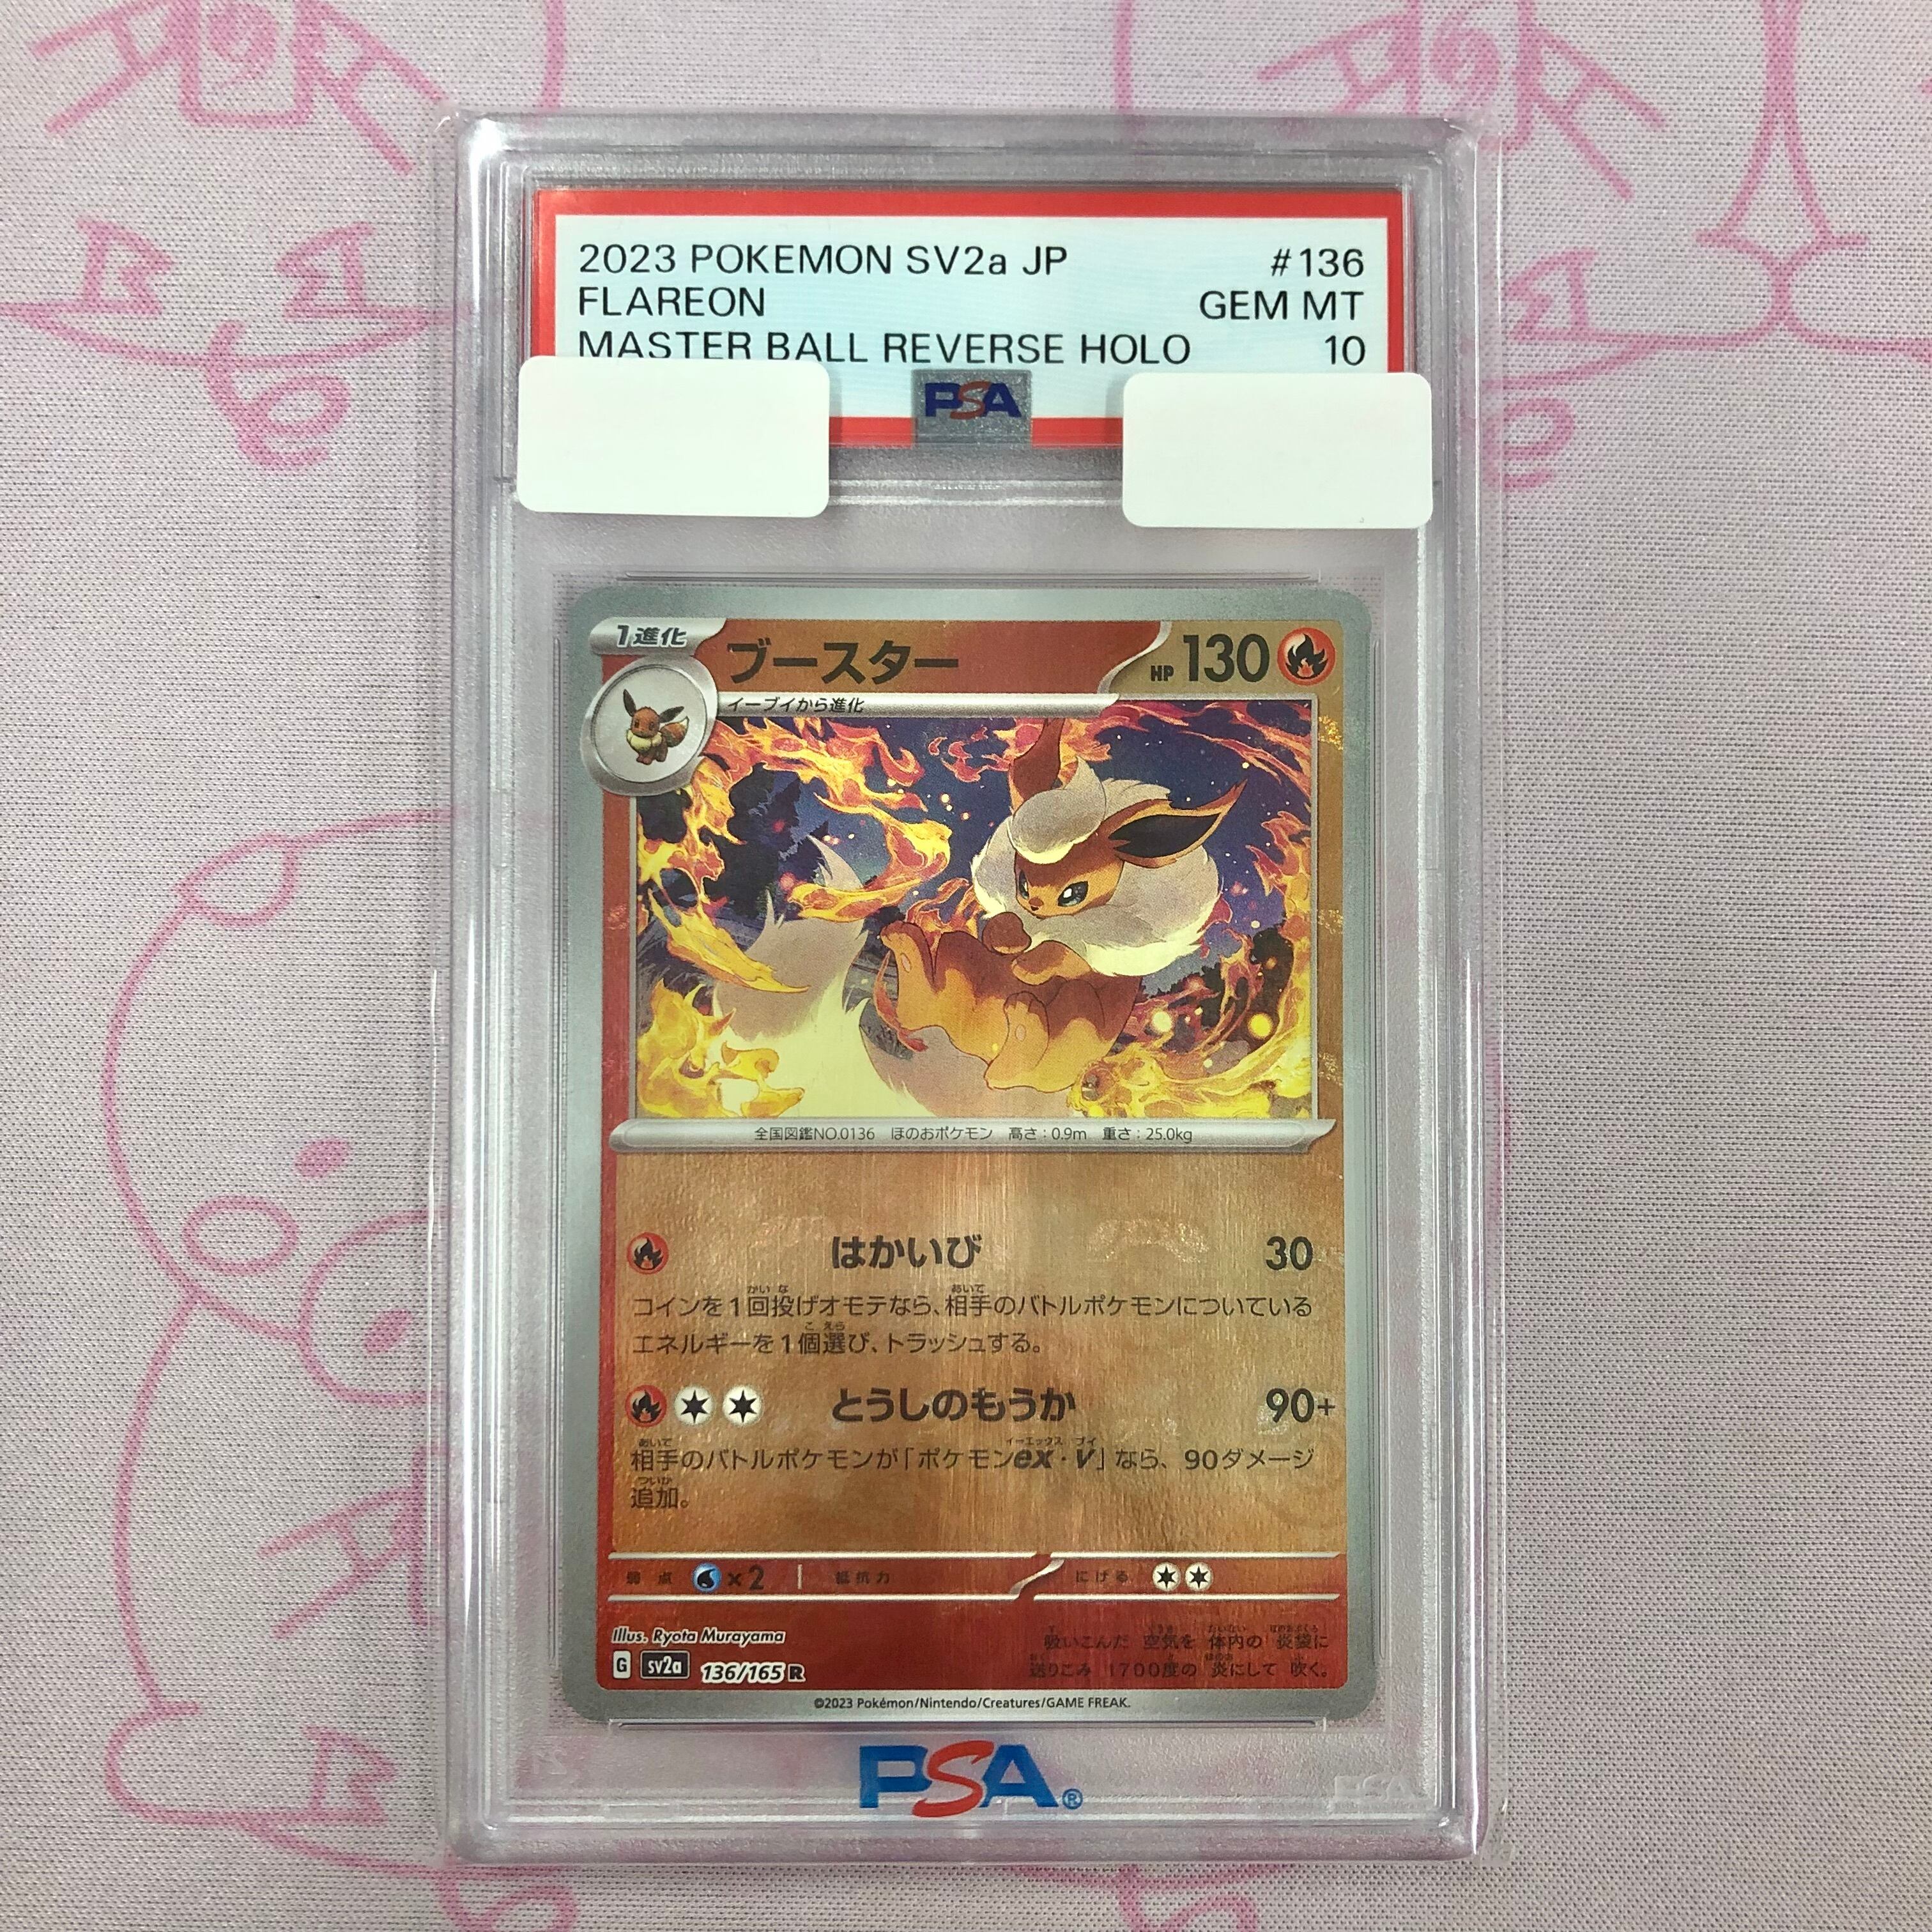 2023 POKEMON SV2a JP #136
FLAREON GEM MT
MASTER BALL REVERSE HOLO 10
PSA
1進化 ブースター HP 130
イーブイから進化
全国図鑑NO.0136 ほのおポケモン 高さ:0.9m 重さ:25.0kg
はかいび 30
コインを1回投げオモテなら、相手のバトルポケモンについている
エネルギーを1個選び、トラッシュする。
とうしのもうか 90+
相手のバトルポケモンが「ポケモンex・V」なら、90ダメージ
追加。
弱点 ×2 抵抗力 にげる
Illus. Ryota Murayama
吸いこんだ 空気を 体内の 炎袋に
送りこみ 1700度の 炎にして 吹く。
G sv2a 136/165 R
©2023 Pokémon/Nintendo/Creatures/GAME FREAK.
PSA®
PSA